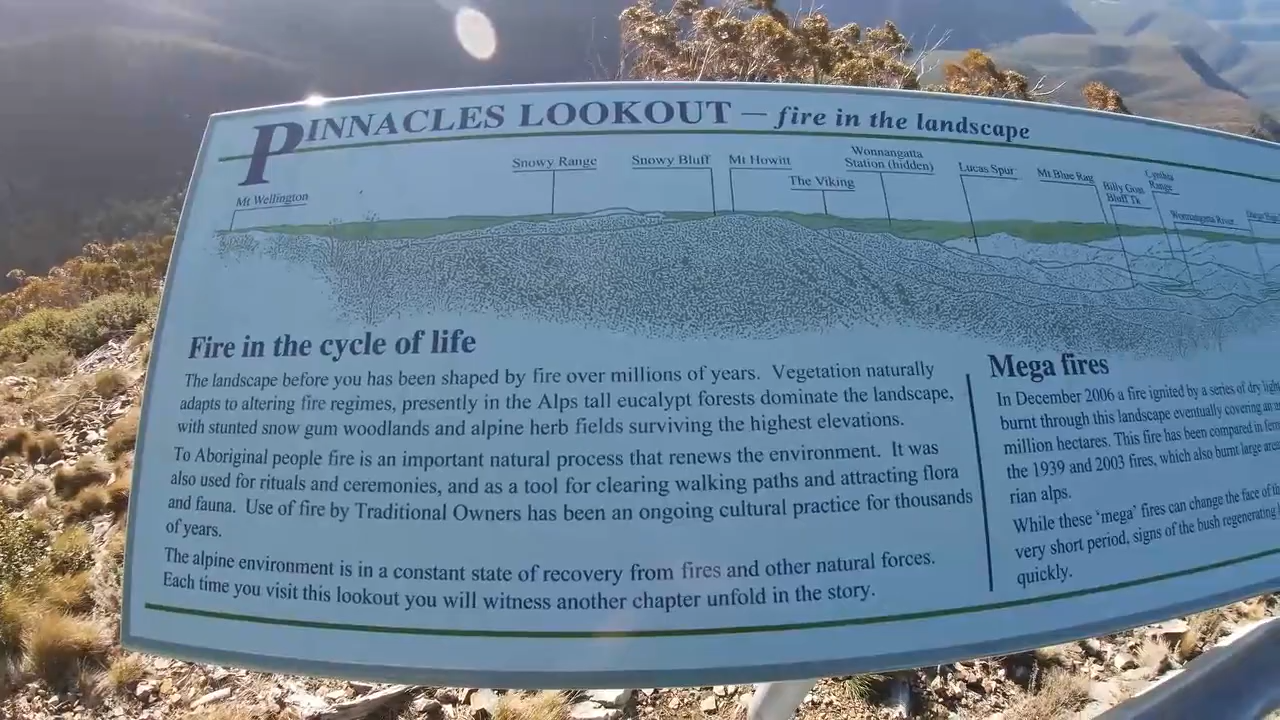 PINNACLES LOOKOUT — fire in the landscape
Mt Wellington
Snowy Range
Snowy Bluff
Mt Howitt
The Viking
Wonnangatta
Station (hidden)
Lucas Spur
Mt Blue Rag
Billy Goat
Bluff Tk
Cynthia
Range
Wonnangatta River
Fire in the cycle of life
The landscape before you has been shaped by fire over millions of years. Vegetation naturally
adapts to altering fire regimes, presently in the Alps tall eucalypt forests dominate the landscape,
with stunted snow gum woodlands and alpine herb fields surviving the highest elevations.
To Aboriginal people fire is an important natural process that renews the environment. It was
also used for rituals and ceremonies, and as a tool for clearing walking paths and attracting flora
and fauna. Use of fire by Traditional Owners has been an ongoing cultural practice for thousands
of years.
The alpine environment is in a constant state of recovery from fires and other natural forces.
Each time you visit this lookout you will witness another chapter unfold in the story.
Mega fires
In December 2006 a fire ignited by a series of dry
burnt through this landscape eventually covering
million hectares. This fire has been compared in
the 1939 and 2003 fires, which also burnt large
rian alps.
While these 'mega' fires can change the face of
very short period, signs of the bush regenerating
quickly.